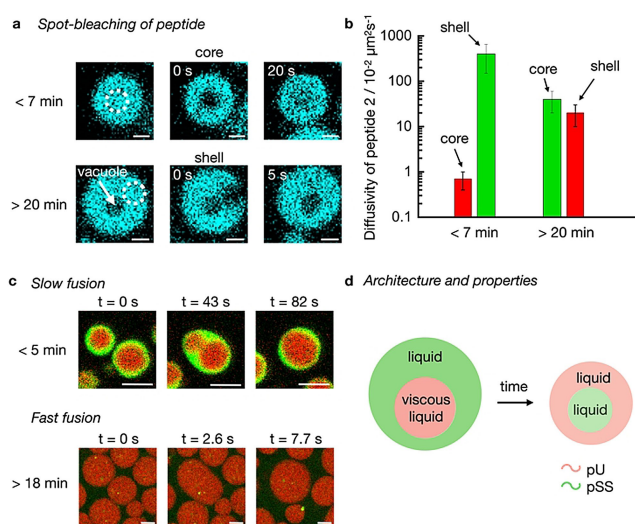 a Spot-bleaching of peptide
core
< 7 min
0 s
20 s
shell
> 20 min
vacuole
0 s
5 s
b
Diffusivity of peptide 2 / 10⁻² µm²s⁻¹
1000
100
10
1
0.1
shell
core
core
shell
< 7 min
> 20 min
c Slow fusion
t = 0 s
t = 43 s
t = 82 s
< 5 min
Fast fusion
t = 0 s
t = 2.6 s
t = 7.7 s
> 18 min
d Architecture and properties
liquid
viscous
liquid
time
liquid
liquid
pU
pSS